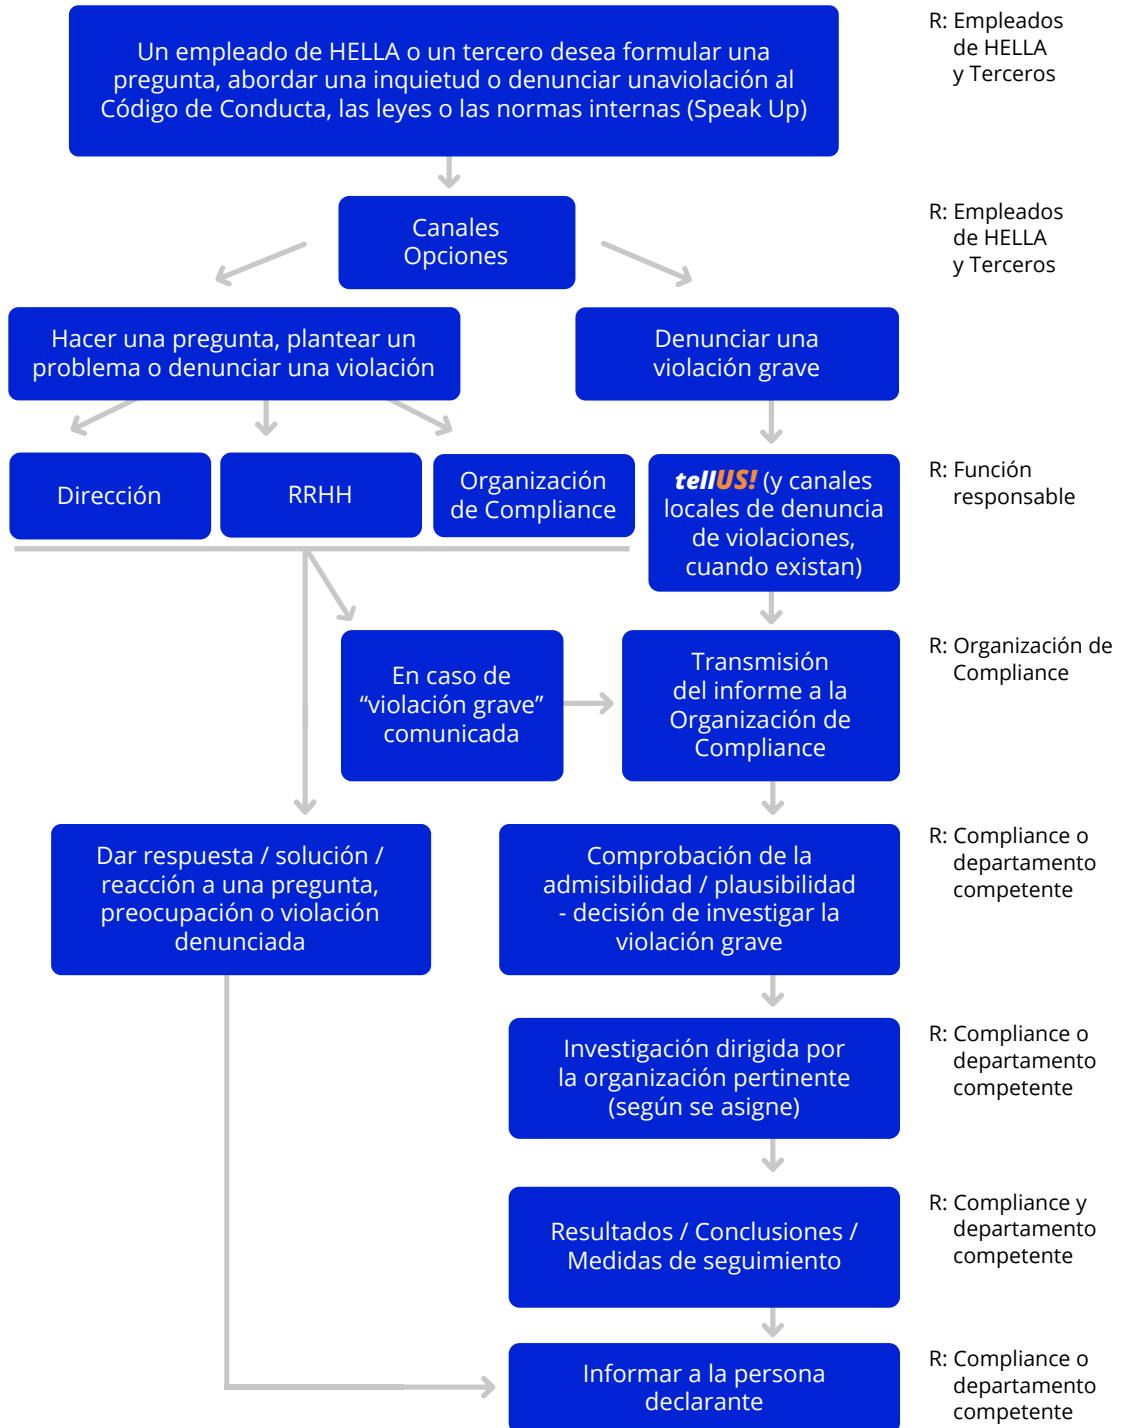 Un empleado de HELLA o un tercero desea formular una
pregunta, abordar una inquietud o denunciar unaviolación al
Código de Conducta, las leyes o las normas internas (Speak Up)
R: Empleados
de HELLA
y Terceros
Canales
Opciones
R: Empleados
de HELLA
y Terceros
Hacer una pregunta, plantear un
problema o denunciar una violación
Denunciar una
violación grave
Dirección
RRHH
Organización
de Compliance
tellUS! (y canales
locales de denuncia
de violaciones,
cuando existan)
R: Función
responsable
En caso de
“violación grave”
comunicada
Transmisión
del informe a la
Organización de
Compliance
R: Organización de
Compliance
Dar respuesta / solución /
reacción a una pregunta,
preocupación o violación
denunciada
Comprobación de la
admisibilidad / plausibilidad
- decisión de investigar la
violación grave
R: Compliance o
departamento
competente
Investigación dirigida por
la organización pertinente
(según se asigne)
R: Compliance o
departamento
competente
Resultados / Conclusiones /
Medidas de seguimiento
R: Compliance y
departamento
competente
Informar a la persona
declarante
R: Compliance o
departamento
competente